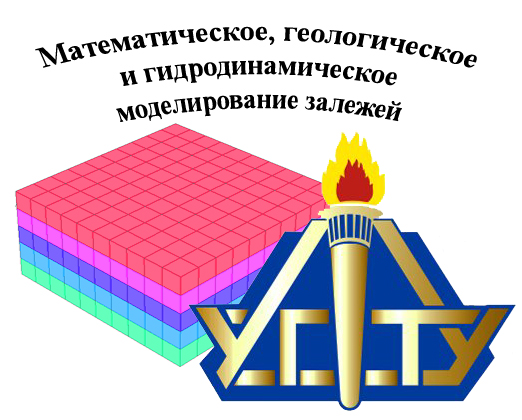 Математическое, геологическое
и гидродинамическое
моделирование залежей
УГТУ